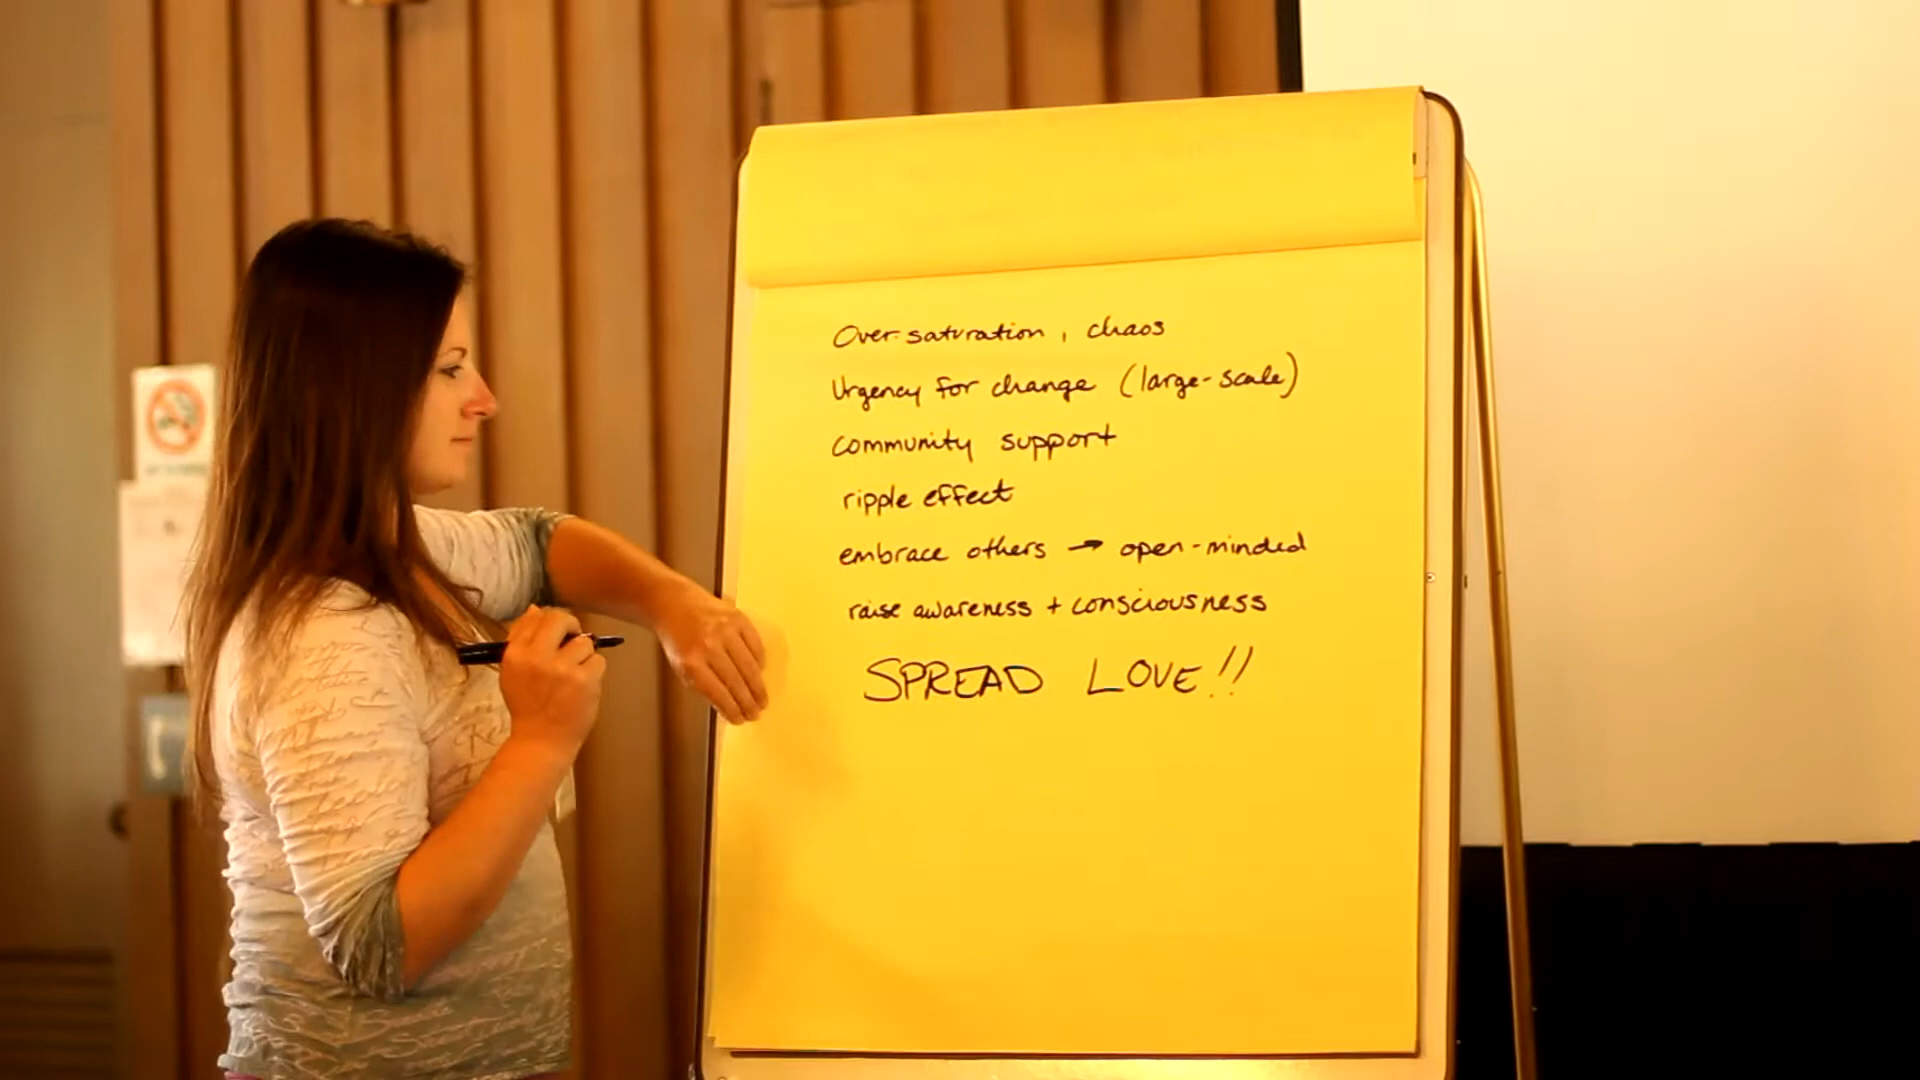 Over-saturation, chaos
Urgency for change (large-scale)
community support
ripple effect
embrace others → open-minded
raise awareness + consciousness
SPREAD LOVE!!